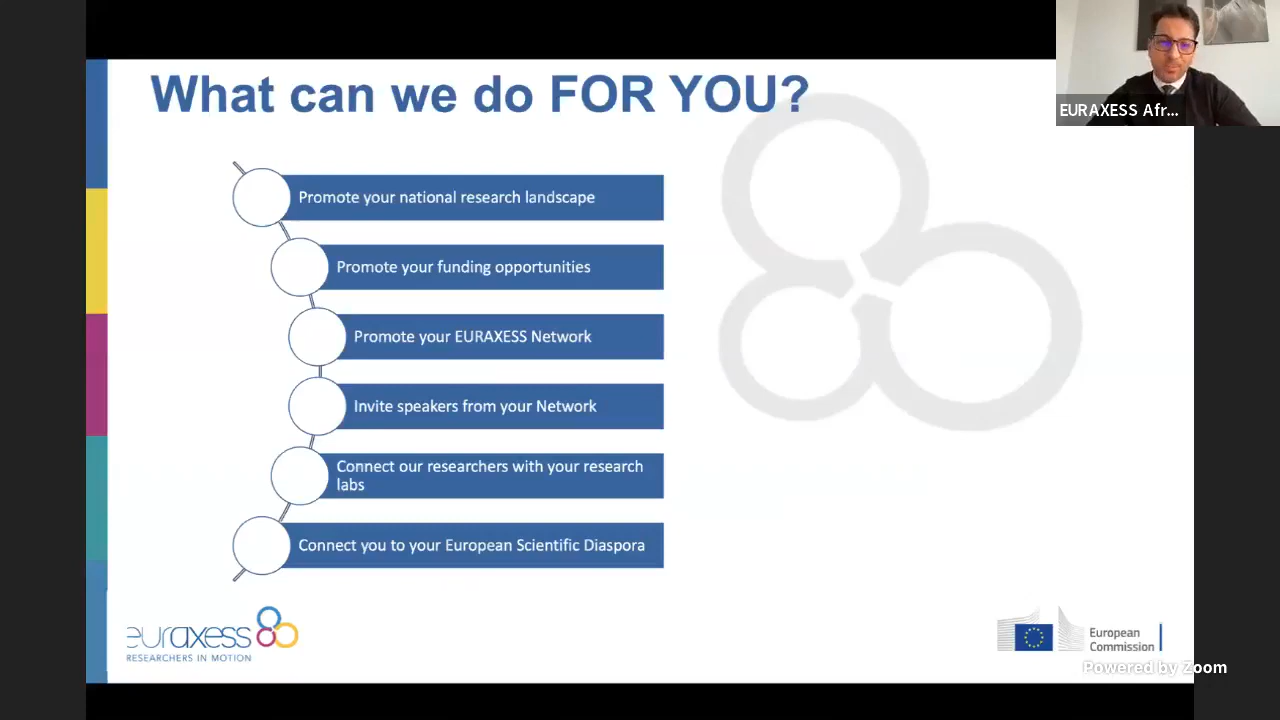 What can we do FOR YOU?
EURAXESS Afr...
Promote your national research landscape
Promote your funding opportunities
Promote your EURAXESS Network
Invite speakers from your Network
Connect our researchers with your research
labs
Connect you to your European Scientific Diaspora
euraxess
RESEARCHERS IN MOTION
European
Commission
Powered by Zoom